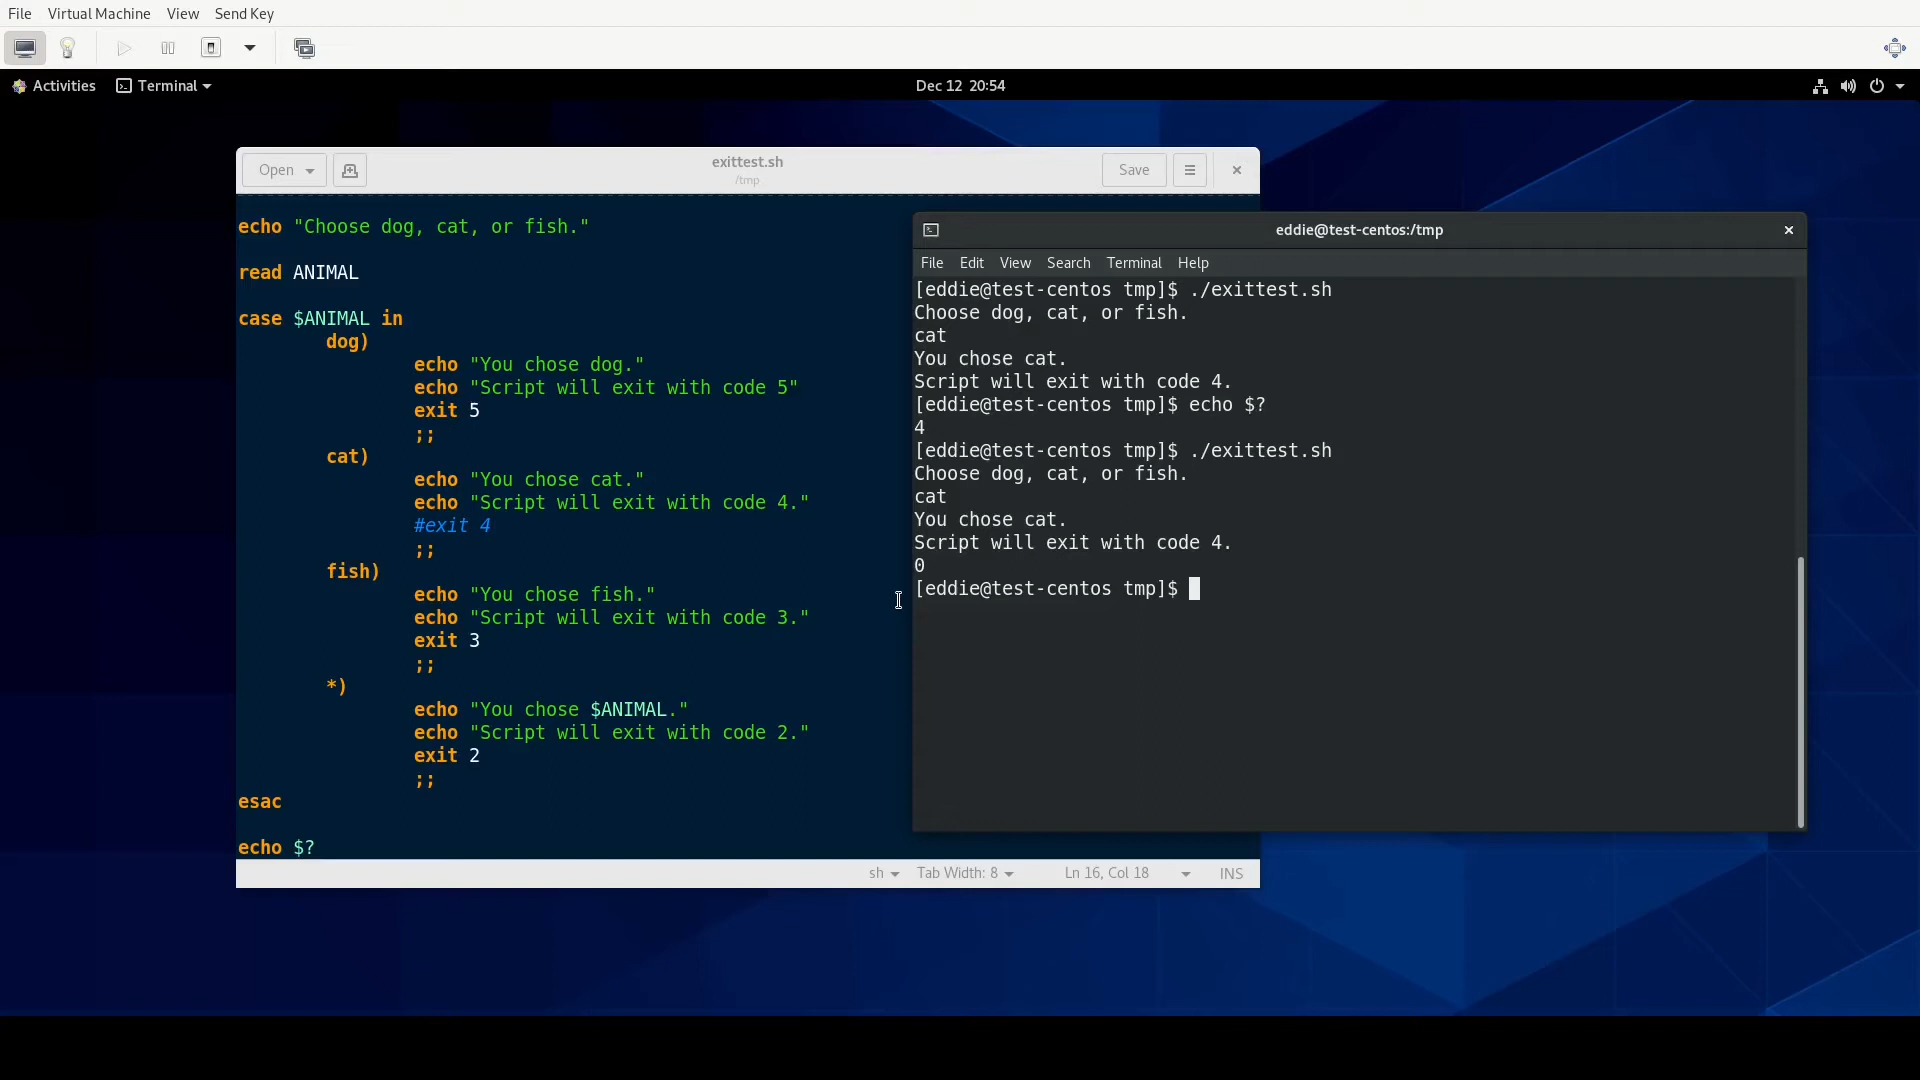 File Virtual Machine View Send Key
Activities Terminal Dec 12 20:54
Open exittest.sh Save
/tmp
echo "Choose dog, cat, or fish."
read ANIMAL
case $ANIMAL in
dog)
echo "You chose dog."
echo "Script will exit with code 5"
exit 5
;;
cat)
echo "You chose cat."
echo "Script will exit with code 4."
#exit 4
;;
fish)
echo "You chose fish."
echo "Script will exit with code 3."
exit 3
;;
*)
echo "You chose $ANIMAL."
echo "Script will exit with code 2."
exit 2
;;
esac
echo $?
sh Tab Width: 8 Ln 16, Col 18 INS
eddie@test-centos:/tmp
File Edit View Search Terminal Help
[eddie@test-centos tmp]$ ./exittest.sh
Choose dog, cat, or fish.
cat
You chose cat.
Script will exit with code 4.
[eddie@test-centos tmp]$ echo $?
4
[eddie@test-centos tmp]$ ./exittest.sh
Choose dog, cat, or fish.
cat
You chose cat.
Script will exit with code 4.
0
[eddie@test-centos tmp]$